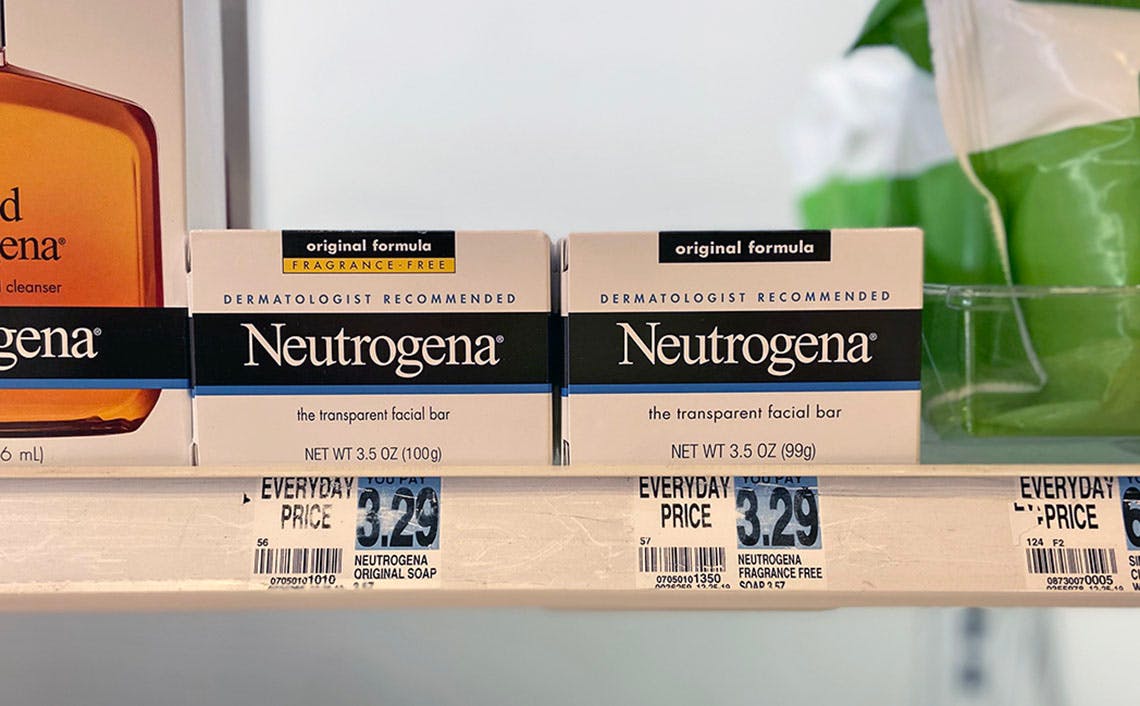 d
ena®
cleanser
gena®
6 mL)
original formula
FRAGRANCE-FREE
DERMATOLOGIST RECOMMENDED
Neutrogena®
the transparent facial bar
NET WT 3.5 OZ (100g)
original formula
DERMATOLOGIST RECOMMENDED
Neutrogena®
the transparent facial bar
NET WT 3.5 OZ (99g)
EVERYDAY
PRICE
YOU PAY
3.29
56
07050101010
NEUTROGENA
ORIGINAL SOAP
EVERYDAY
PRICE
YOU PAY
3.29
57
07050101350
NEUTROGENA
FRAGRANCE FREE
SOAP 3.57
EVERYDAY
PRICE
124 F2
08730070005